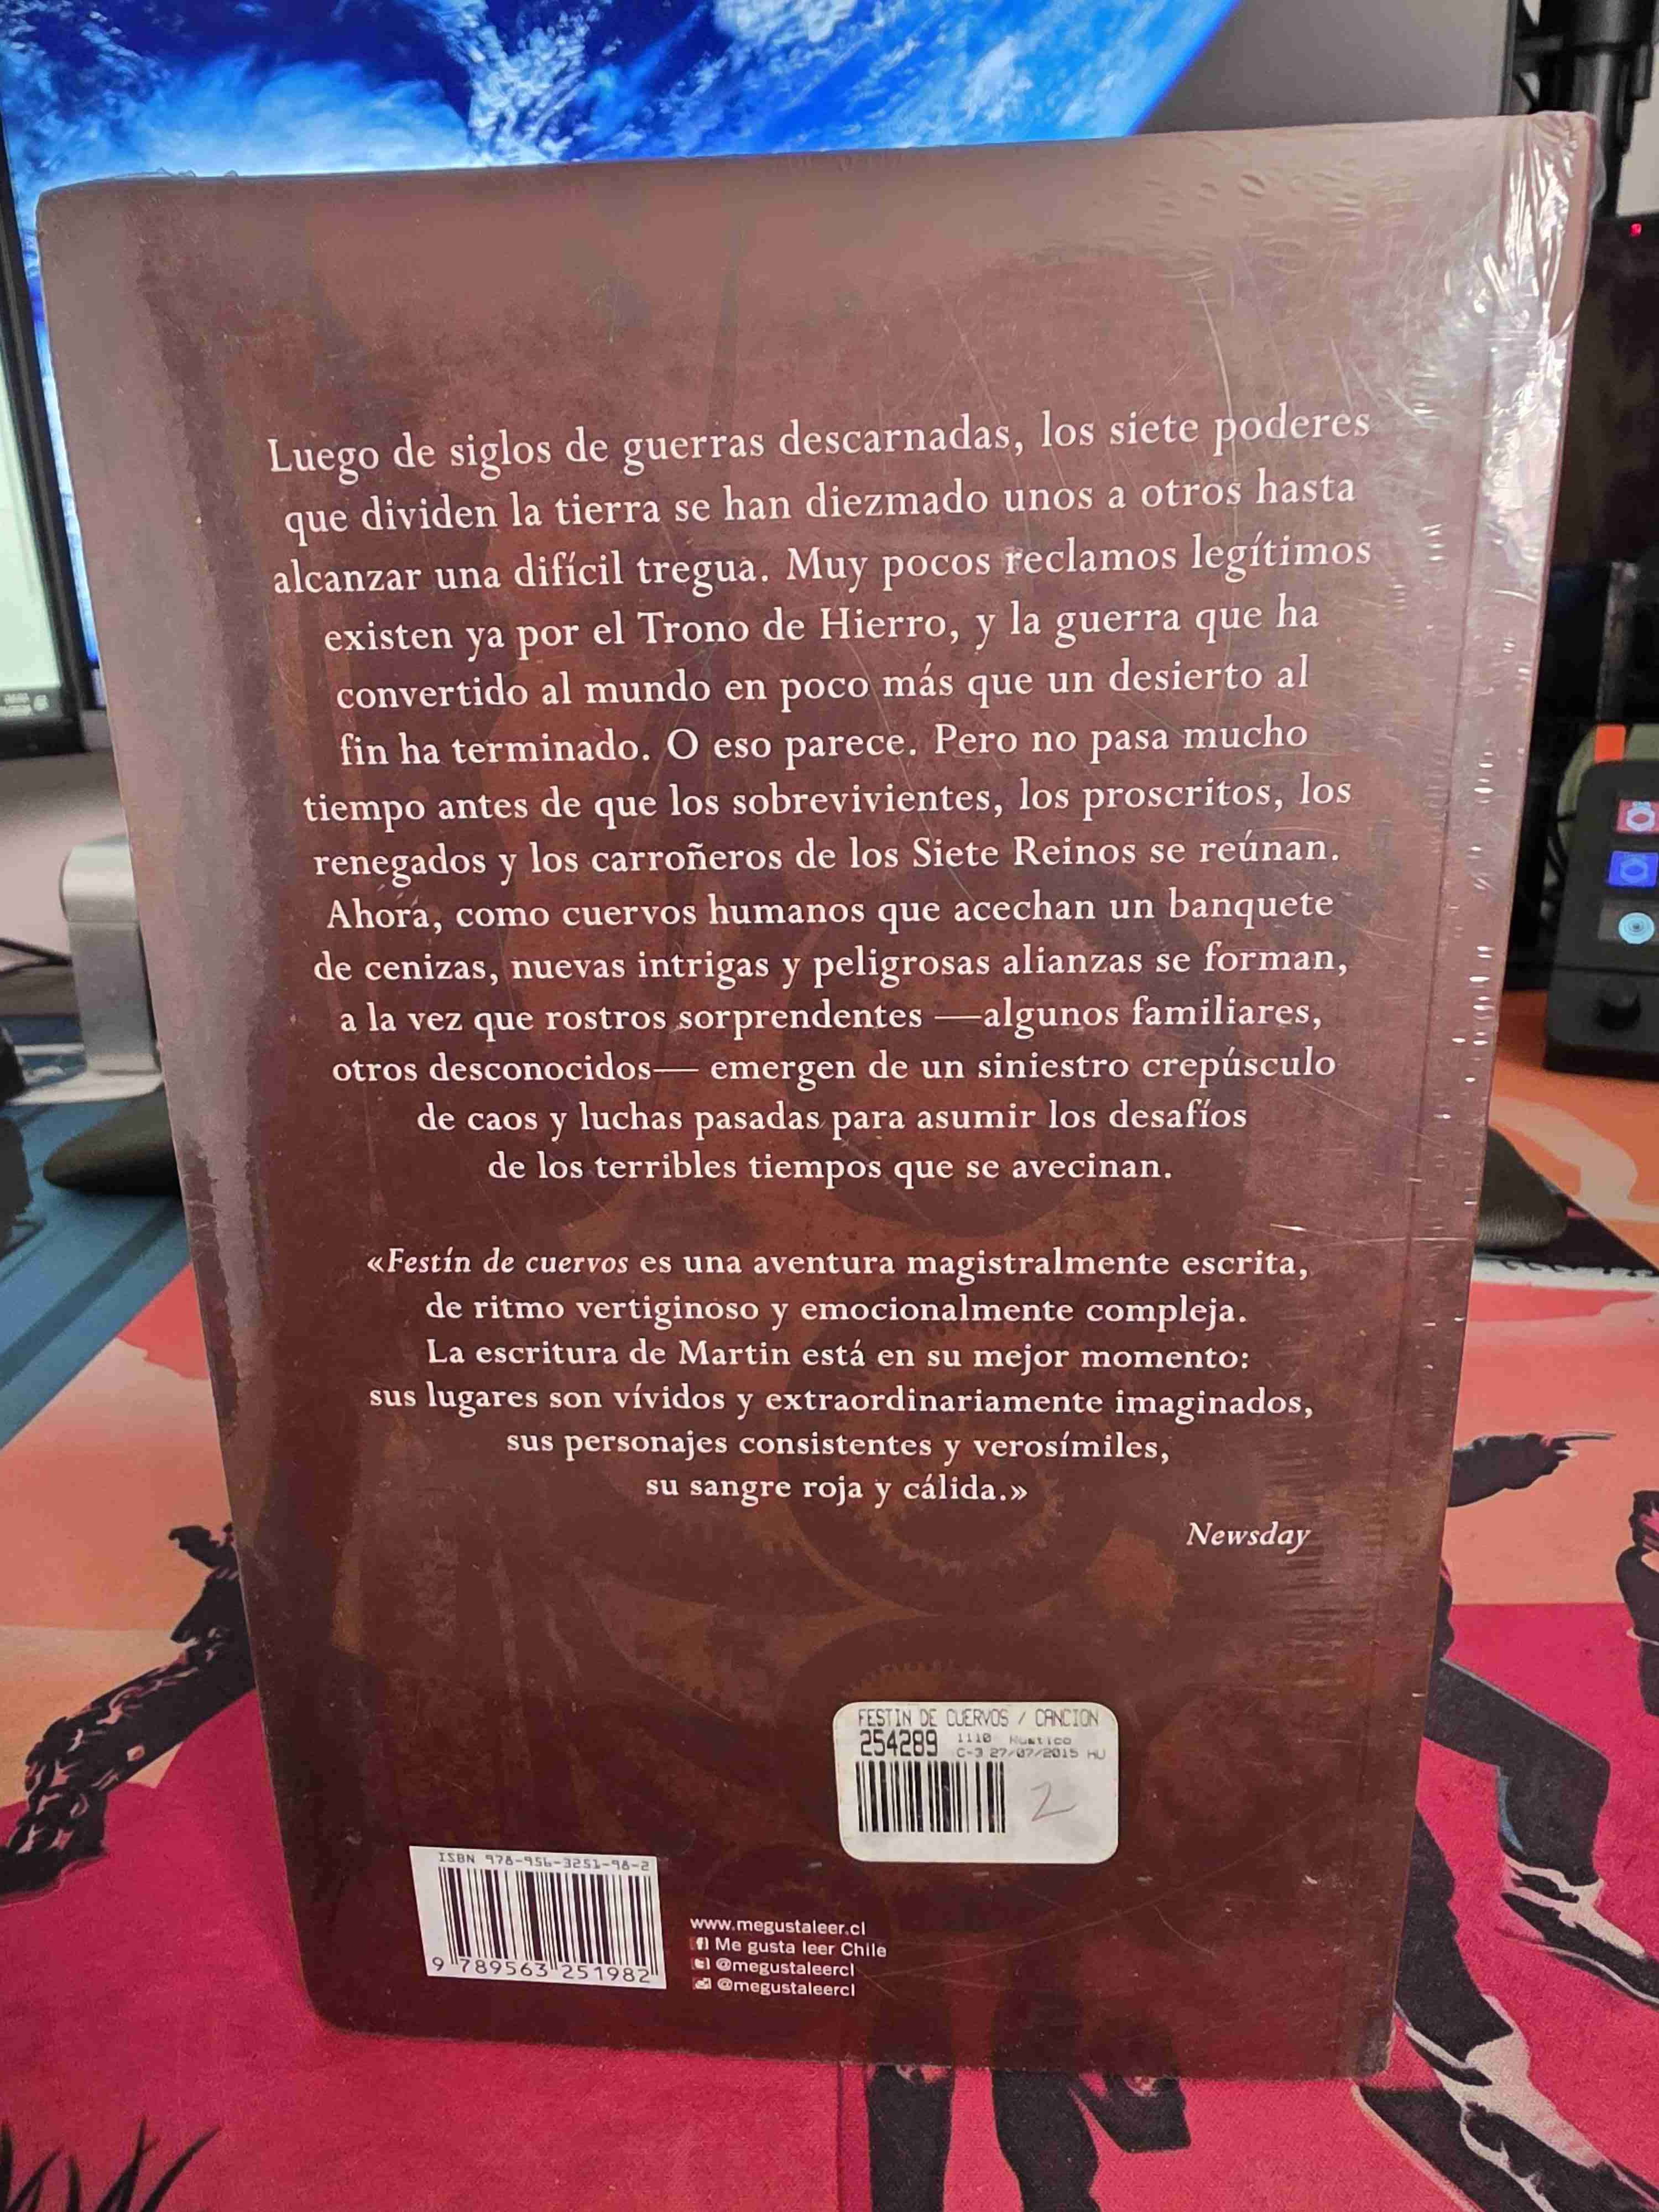 Luego de siglos de guerras descarnadas, los siete poderes
que dividen la tierra se han diezmado unos a otros hasta
alcanzar una difícil tregua. Muy pocos reclamos legítimos
existen ya por el Trono de Hierro, y la guerra que ha
convertido al mundo en poco más que un desierto al
fin ha terminado. O eso parece. Pero no pasa mucho
tiempo antes de que los sobrevivientes, los proscritos, los
renegados y los carroñeros de los Siete Reinos se reúnan.
Ahora, como cuervos humanos que acechan un banquete
de cenizas, nuevas intrigas y peligrosas alianzas se forman,
a la vez que rostros sorprendentes —algunos familiares,
otros desconocidos— emergen de un siniestro crepúsculo
de caos y luchas pasadas para asumir los desafíos
de los terribles tiempos que se avecinan.
«Festín de cuervos es una aventura magistralmente escrita,
de ritmo vertiginoso y emocionalmente compleja.
La escritura de Martin está en su mejor momento:
sus lugares son vívidos y extraordinariamente imaginados,
sus personajes consistentes y verosímiles,
su sangre roja y cálida.»
Newsday
FESTIN DE CUERVOS / CANCION
254289 1110 Rustico
C-3 27/07/2015 HU
2
ISBN 978-956-3251-98-2
9 789563 251982
www.megustaleer.cl
Me gusta leer Chile
@megustaleercl
@megustaleercl